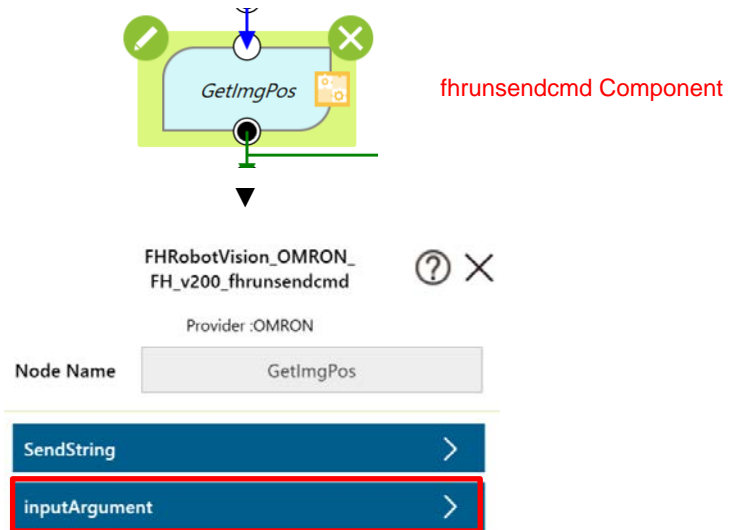 GetImgPos
fhrunsendcmd Component
FHRobotVision_OMRON_
FH_v200_fhrunsendcmd
Provider :OMRON
Node Name
GetImgPos
SendString
inputArgument